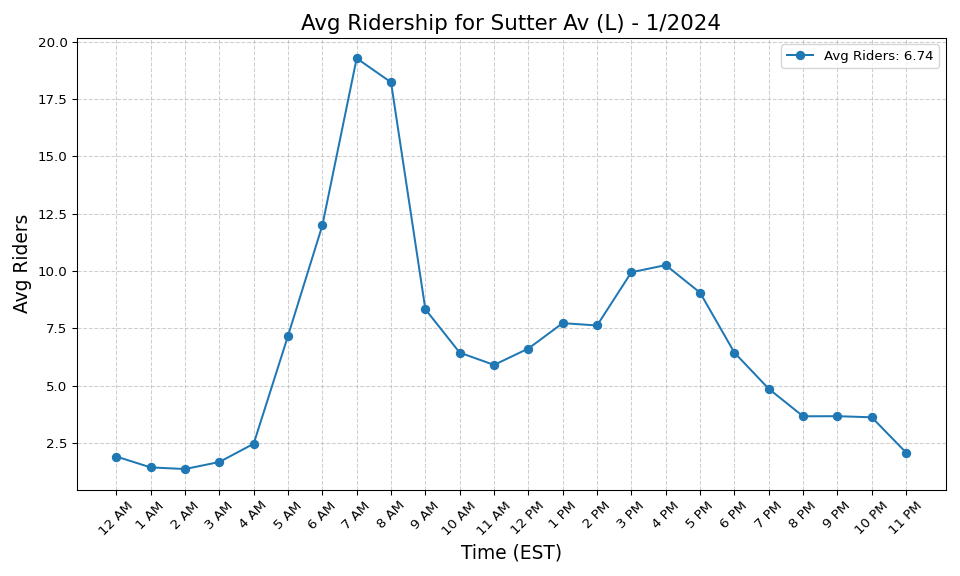 Avg Ridership for Sutter Av (L) - 1/2024
Avg Riders: 6.74
Avg Riders
20.0
17.5
15.0
12.5
10.0
7.5
5.0
2.5
12 AM
1 AM
2 AM
3 AM
4 AM
5 AM
6 AM
7 AM
8 AM
9 AM
10 AM
11 AM
12 PM
1 PM
2 PM
3 PM
4 PM
5 PM
6 PM
7 PM
8 PM
9 PM
10 PM
11 PM
Time (EST)